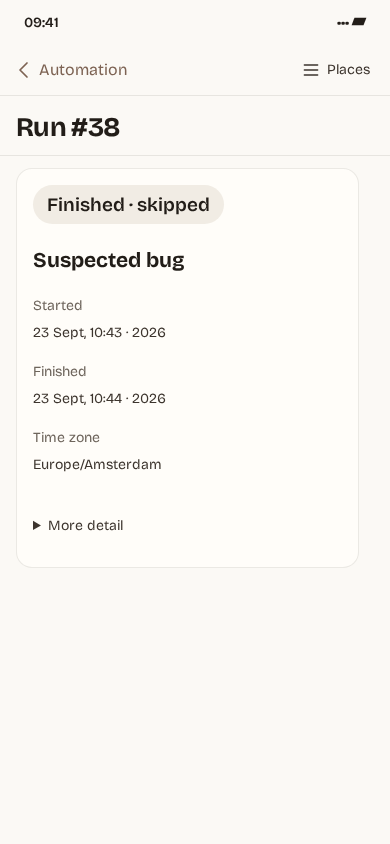 09:41
Automation
Places
Run #38
Finished · skipped
Suspected bug
Started
23 Sept, 10:43 · 2026
Finished
23 Sept, 10:44 · 2026
Time zone
Europe/Amsterdam
More detail